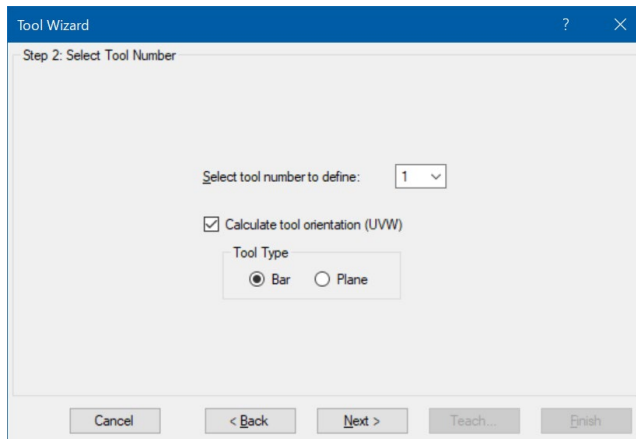 Tool Wizard ?
Step 2: Select Tool Number
Select tool number to define: 1
Calculate tool orientation (UVW)
Tool Type
Bar Plane
Cancel < Back Next > Teach... Finish